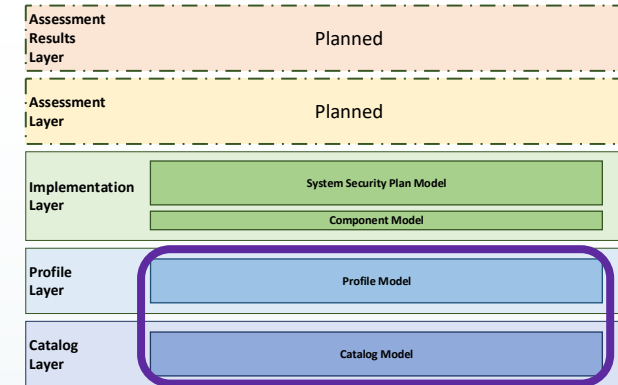 Assessment
Results
Layer
Planned
Assessment
Layer
Planned
Implementation
Layer
System Security Plan Model
Component Model
Profile
Layer
Profile Model
Catalog
Layer
Catalog Model